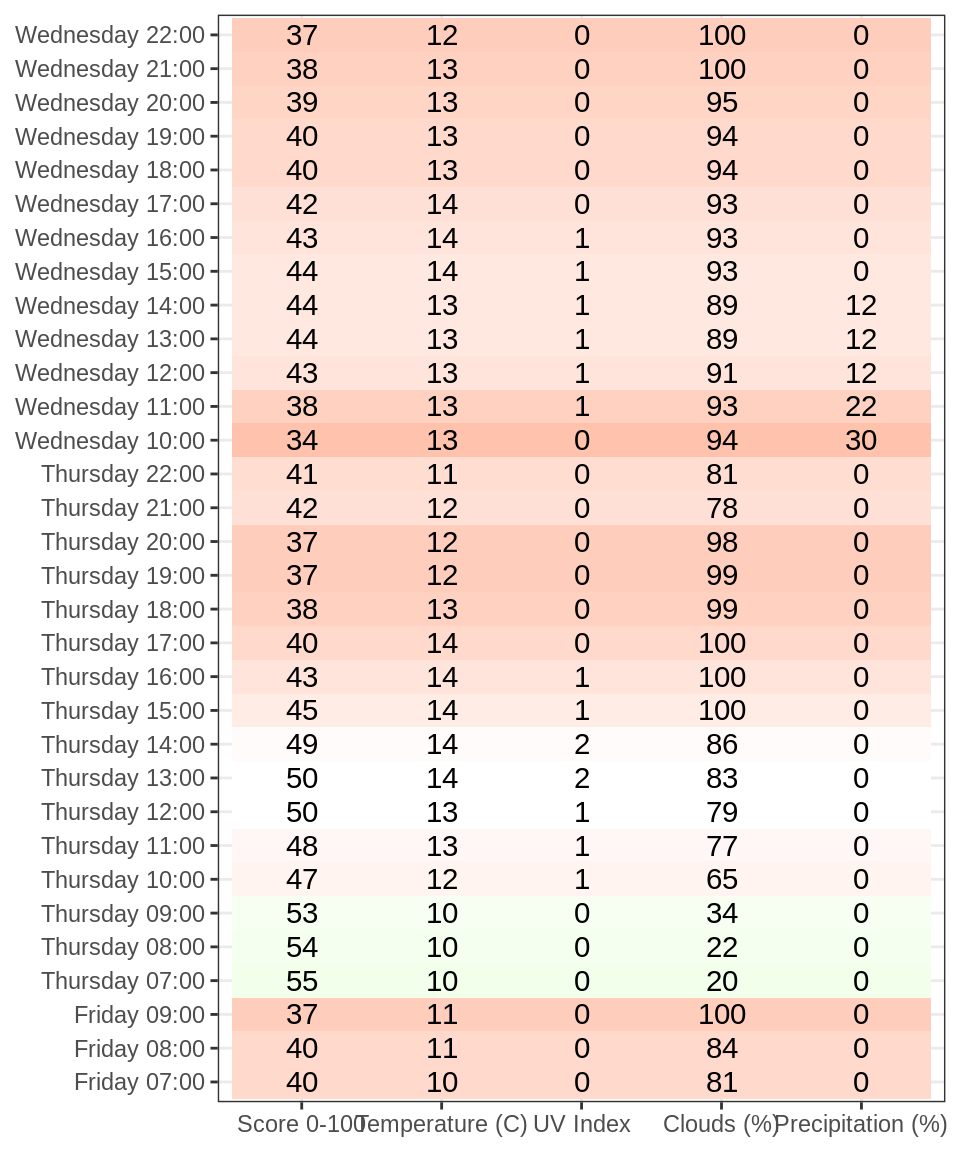 Wednesday 22:00 37 12 0 100 0
Wednesday 21:00 38 13 0 100 0
Wednesday 20:00 39 13 0 95 0
Wednesday 19:00 40 13 0 94 0
Wednesday 18:00 40 13 0 94 0
Wednesday 17:00 42 14 0 93 0
Wednesday 16:00 43 14 1 93 0
Wednesday 15:00 44 14 1 93 0
Wednesday 14:00 44 13 1 89 12
Wednesday 13:00 44 13 1 89 12
Wednesday 12:00 43 13 1 91 12
Wednesday 11:00 38 13 1 93 22
Wednesday 10:00 34 13 0 94 30
Thursday 22:00 41 11 0 81 0
Thursday 21:00 42 12 0 78 0
Thursday 20:00 37 12 0 98 0
Thursday 19:00 37 12 0 99 0
Thursday 18:00 38 13 0 99 0
Thursday 17:00 40 14 0 100 0
Thursday 16:00 43 14 1 100 0
Thursday 15:00 45 14 1 100 0
Thursday 14:00 49 14 2 86 0
Thursday 13:00 50 14 2 83 0
Thursday 12:00 50 13 1 79 0
Thursday 11:00 48 13 1 77 0
Thursday 10:00 47 12 1 65 0
Thursday 09:00 53 10 0 34 0
Thursday 08:00 54 10 0 22 0
Thursday 07:00 55 10 0 20 0
Friday 09:00 37 11 0 100 0
Friday 08:00 40 11 0 84 0
Friday 07:00 40 10 0 81 0
Score 0-100 Temperature (C) UV Index Clouds (%) Precipitation (%)